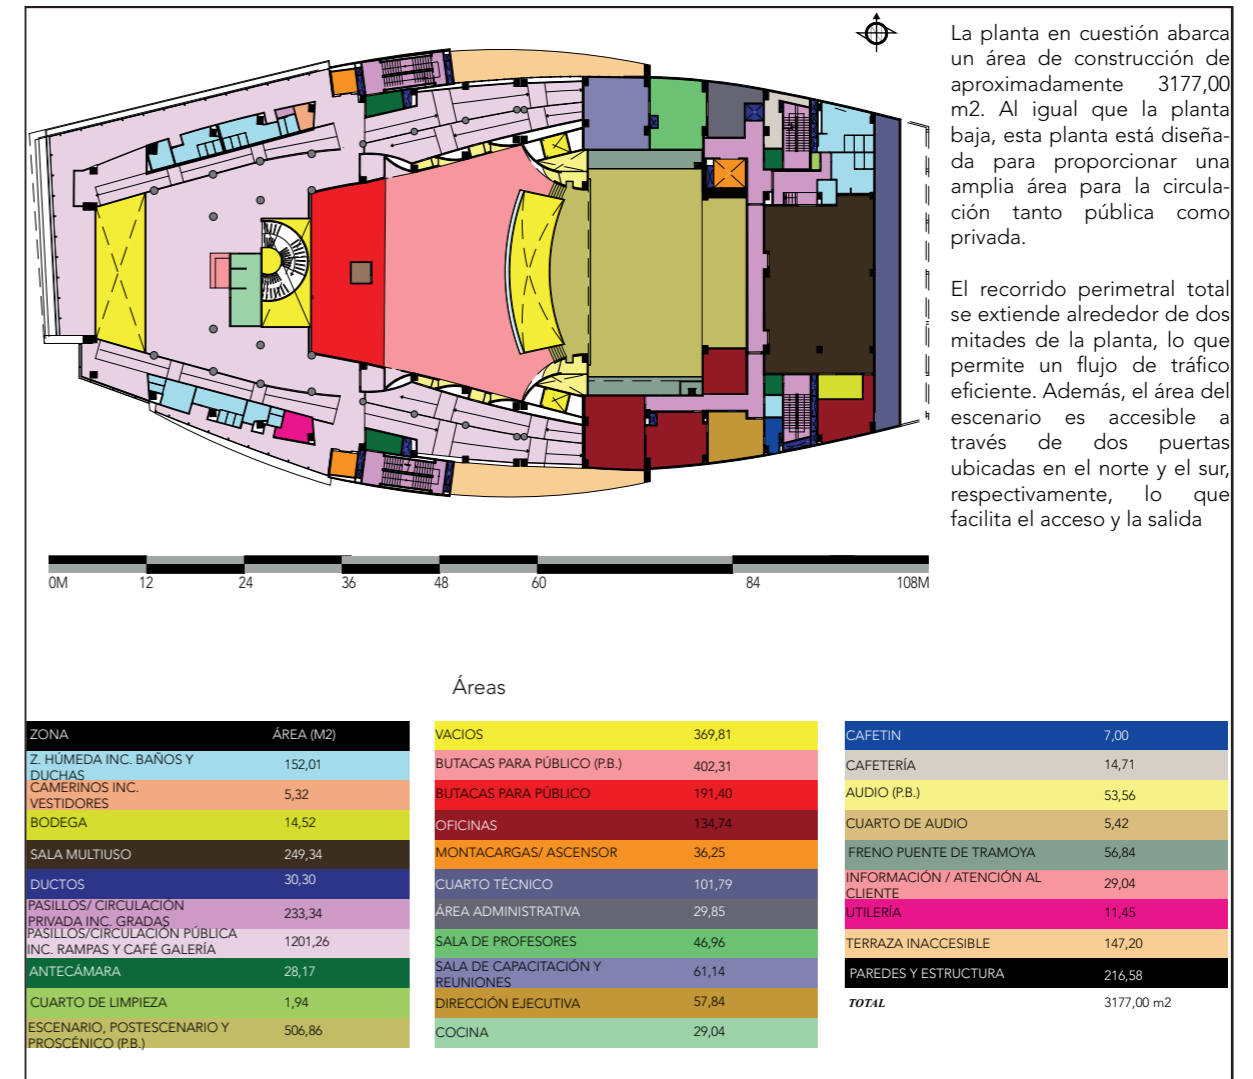 La planta en cuestión abarca
un área de construcción de
aproximadamente 3177,00
m2. Al igual que la planta
baja, esta planta está diseña-
da para proporcionar una
amplia área para la circula-
ción tanto pública como
privada.
El recorrido perimetral total
se extiende alrededor de dos
mitades de la planta, lo que
permite un flujo de tráfico
eficiente. Además, el área del
escenario es accesible a
través de dos puertas
ubicadas en el norte y el sur,
respectivamente, lo que
facilita el acceso y la salida
0M 12 24 36 48 60 84 108M
Áreas
ZONA ÁREA (M2)
Z. HÚMEDA INC. BAÑOS Y
DUCHAS 152,01
CAMERINOS INC.
VESTIDORES 5,32
BODEGA 14,52
SALA MULTIUSO 249,34
DUCTOS 30,30
PASILLOS/ CIRCULACIÓN
PRIVADA INC. GRADAS 233,34
PASILLOS/CIRCULACIÓN PÚBLICA
INC. RAMPAS Y CAFÉ GALERÍA 1201,26
ANTECÁMARA 28,17
CUARTO DE LIMPIEZA 1,94
ESCENARIO, POSTESCENARIO Y
PROSCÉNICO (P.B.) 506,86
VACIOS 369,81
BUTACAS PARA PÚBLICO (P.B.) 402,31
BUTACAS PARA PÚBLICO 191,40
OFICINAS 134,74
MONTACARGAS/ ASCENSOR 36,25
CUARTO TÉCNICO 101,79
ÁREA ADMINISTRATIVA 29,85
SALA DE PROFESORES 46,96
SALA DE CAPACITACIÓN Y
REUNIONES 61,14
DIRECCIÓN EJECUTIVA 57,84
COCINA 29,04
CAFETIN 7,00
CAFETERÍA 14,71
AUDIO (P.B.) 53,56
CUARTO DE AUDIO 5,42
FRENO PUENTE DE TRAMOYA 56,84
INFORMACIÓN / ATENCIÓN AL
CLIENTE 29,04
UTILERÍA 11,45
TERRAZA INACCESIBLE 147,20
PAREDES Y ESTRUCTURA 216,58
TOTAL 3177,00 m2